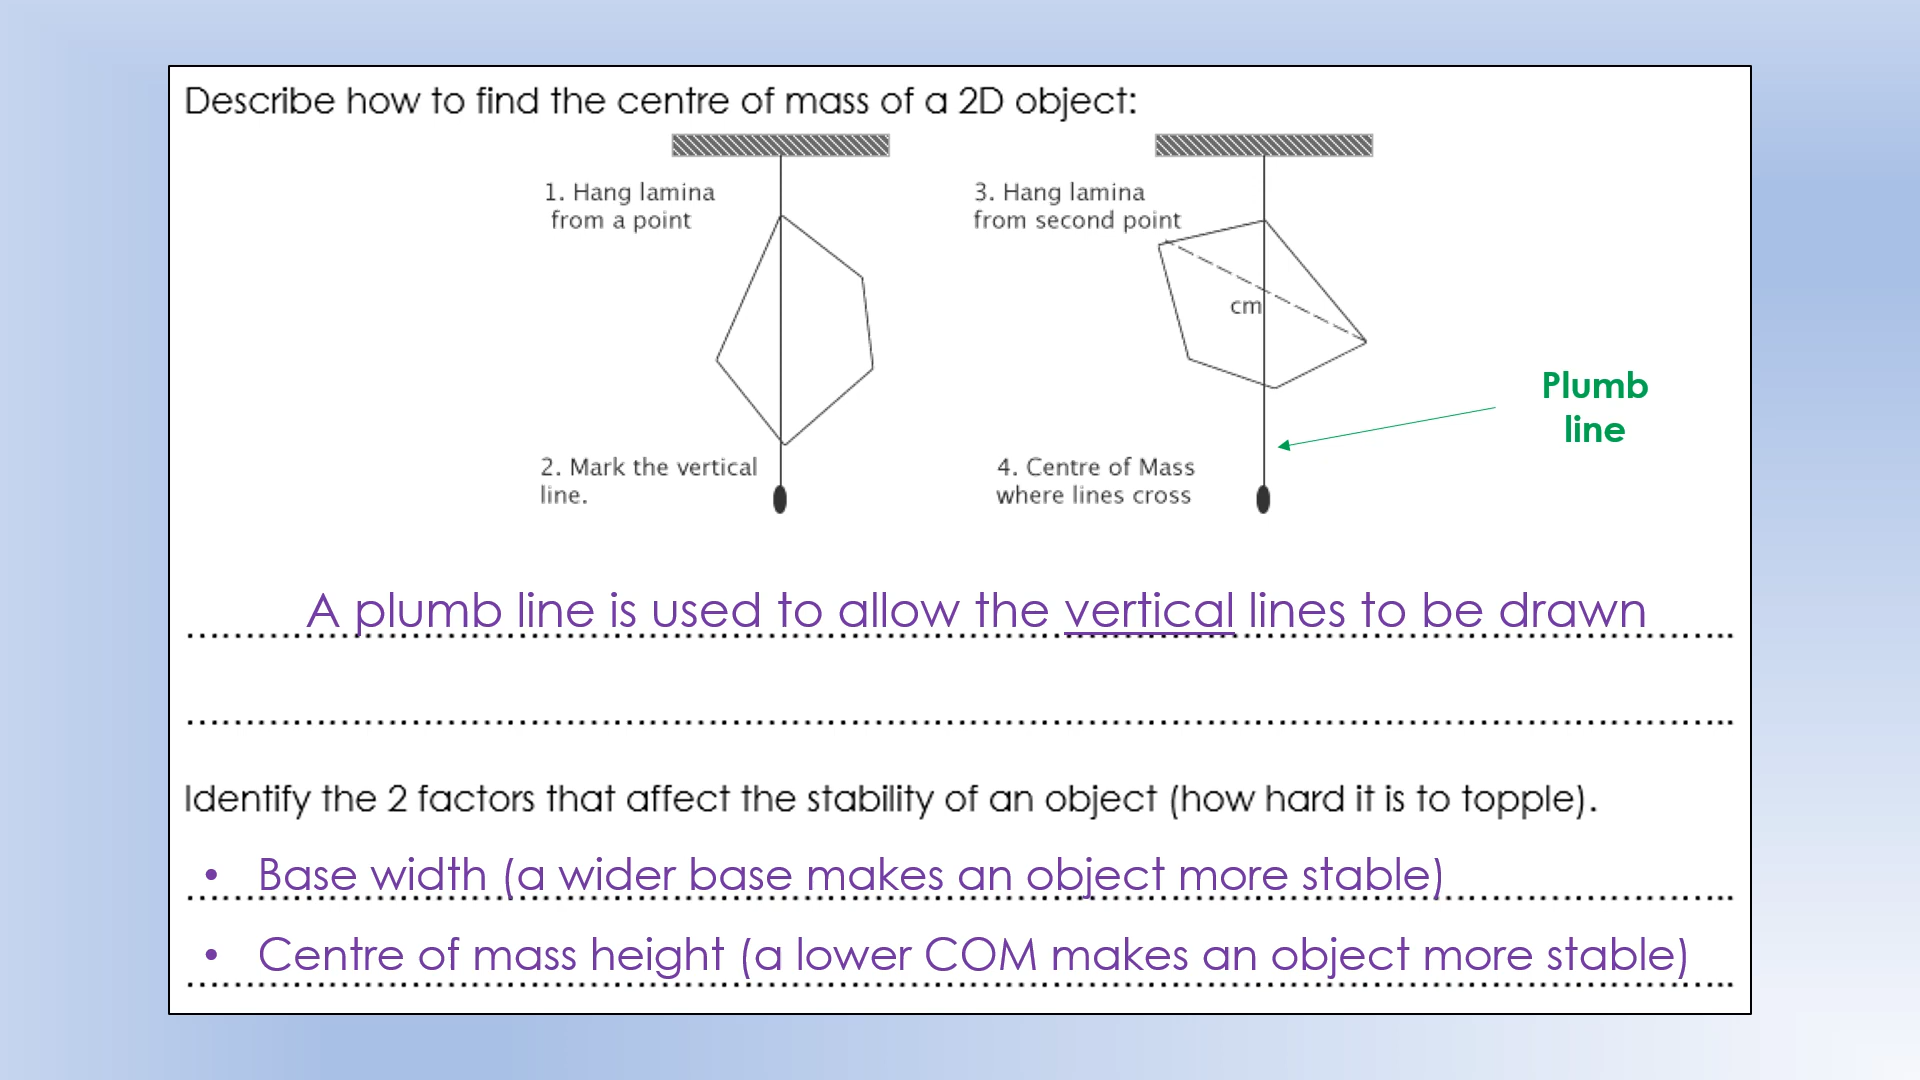 Describe how to find the centre of mass of a 2D object:
1. Hang lamina
from a point
3. Hang lamina
from second point
cm
Plumb
line
2. Mark the vertical
line.
4. Centre of Mass
where lines cross
A plumb line is used to allow the vertical lines to be drawn
Identify the 2 factors that affect the stability of an object (how hard it is to topple).
• Base width (a wider base makes an object more stable)
• Centre of mass height (a lower COM makes an object more stable)